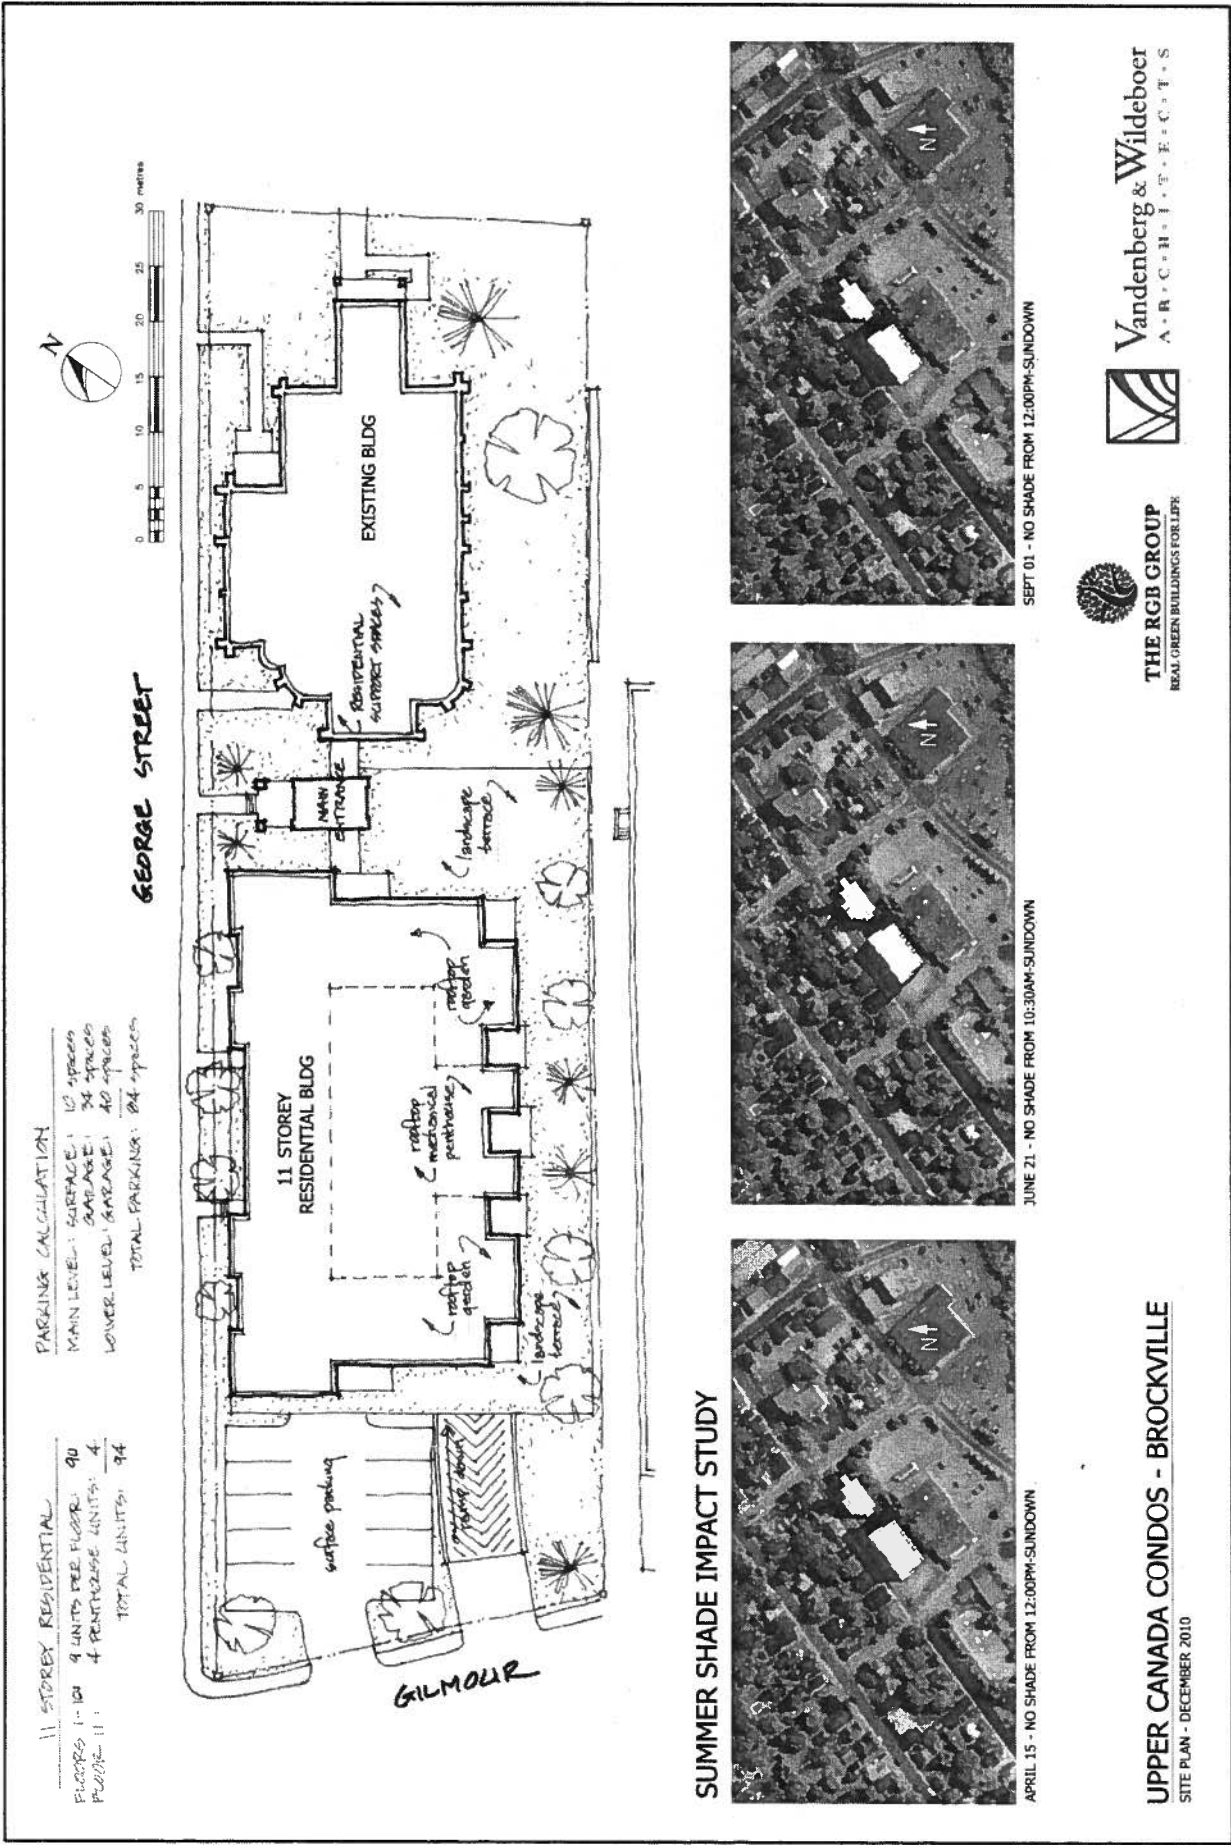 11 STOREY RESIDENTIAL
FLOORS 1-10: 9 UNITS PER FLOOR: 90
FLOOR 11: 4 PENTHOUSE UNITS: 4
TOTAL UNITS: 94
PARKING CALCULATION
MAIN LEVEL: SURFACE: 10 spaces
GARAGE: 34 spaces
LOWER LEVEL: GARAGE: 40 spaces
TOTAL PARKING: 84 spaces
GEORGE STREET
N
0 5 10 15 20 25 30 metres
GILMOUR
surface parking
ramp down
11 STOREY
RESIDENTIAL BLDG
rooftop
garden
rooftop
mechanical
penthouse
rooftop
garden
landscape
terrace
landscape
terrace
MAIN
ENTRANCE
RESIDENTIAL
SUPPORT SPACES
EXISTING BLDG
SUMMER SHADE IMPACT STUDY
N
APRIL 15 - NO SHADE FROM 12:00PM-SUNDOWN
N
JUNE 21 - NO SHADE FROM 10:30AM-SUNDOWN
N
SEPT 01 - NO SHADE FROM 12:00PM-SUNDOWN
UPPER CANADA CONDOS - BROCKVILLE
SITE PLAN - DECEMBER 2010
THE RGB GROUP
REAL GREEN BUILDINGS FOR LIFE
Vandenberg & Wildeboer
A · R · C · H · I · T · E · C · T · S